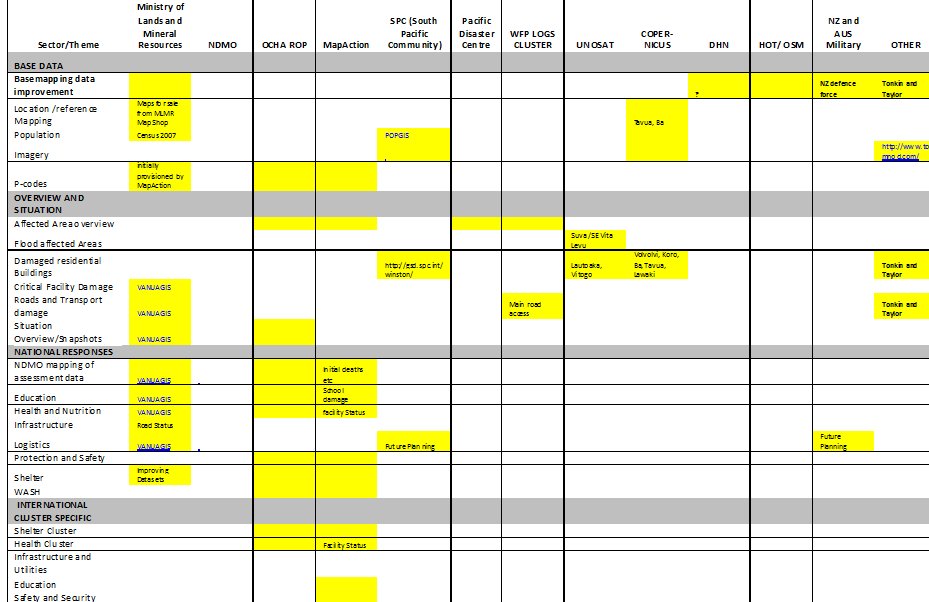 Ministry of
Lands and
Mineral
Resources
SPC (South
Pacific
Community)
Pacific
Disaster
Centre
NZ and
AUS
Military
Sector/Theme
NDMO
OCHA ROP
MapAction
WFP LOGS
CLUSTER
UNOSAT
COPER-
NICUS
DHN
HOT/ OSM
OTHER
BASE DATA
Basemapping data
improvement
?
NZ defence
force
Tonkin and
Taylor
Location /reference
Mapping
Maps for sale
from MLMR
Map Shop
Tavua, Ba
Population
Census 2007
POPGIS
Imagery
P-codes
Initially
provisioned by
MapAction
OVERVIEW AND
SITUATION
Affected Area overview
Flood affected Areas
Suva /SE Vita
Levu
Damaged residential
Buildings
http://gsd.spc.int/
winston/
Lautoaka,
Vitogo
Volvolvi, Koro,
Ba, Tavua,
Lawaki
Tonkin and
Taylor
Critical Facility Damage
VANUAGIS
Roads and Transport
damage
VANUAGIS
Main road
access
Tonkin and
Taylor
Situation
Overview/Snapshots
VANUAGIS
NATIONAL RESPONSES
NDMO mapping of
assessment data
VANUAGIS
Initial deaths
etc
Education
VANUAGIS
School
damage
Health and Nutrition
VANUAGIS
facility Status
Infrastructure
Road Status
Logistics
VANUAGIS
Future Planning
Future
Planning
Protection and Safety
Shelter
Improving
Datasets
WASH
INTERNATIONAL
CLUSTER SPECIFIC
Shelter Cluster
Health Cluster
Facility Status
Infrastructure and
Utilities
Education
Safety and Security